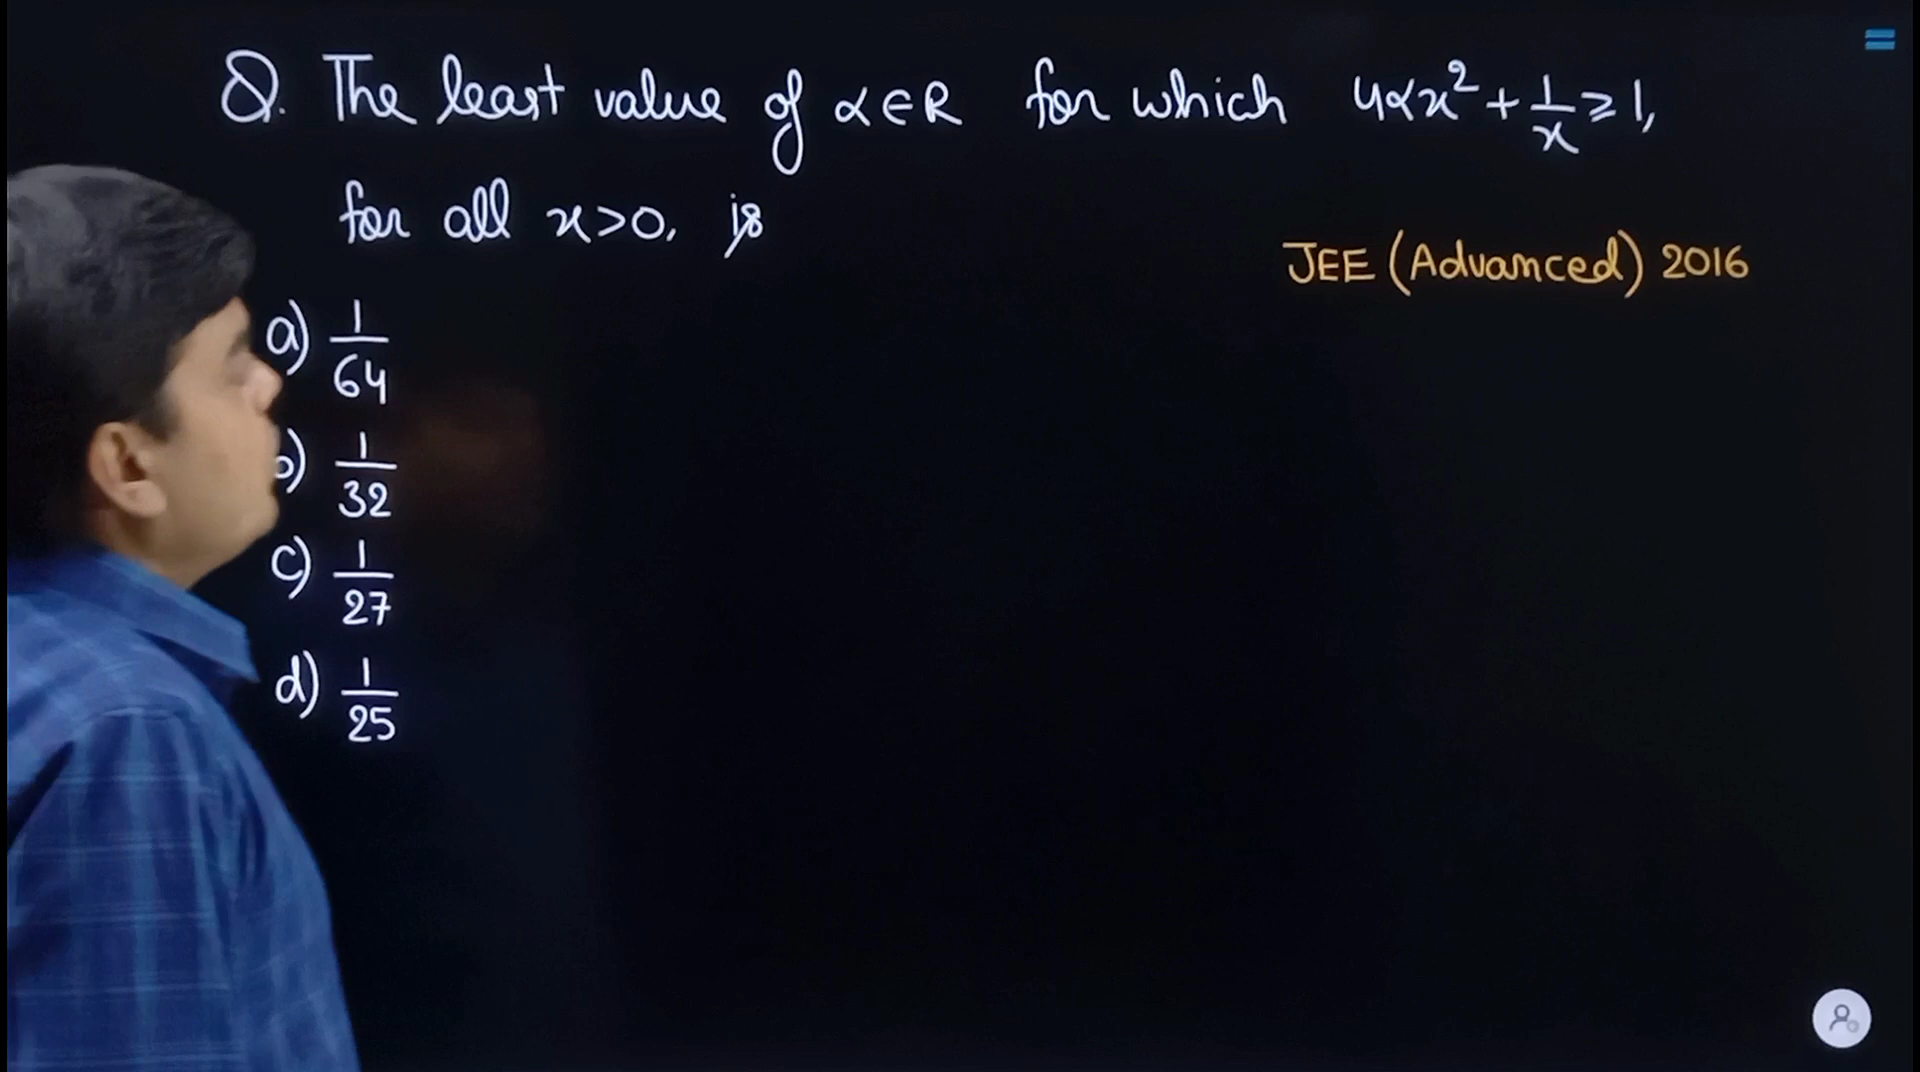 Q. The least value of α∈R for which 4αx² + 1/x ≥ 1,
for all x>0, is
JEE (Advanced) 2016
a) 1/64
b) 1/32
c) 1/27
d) 1/25